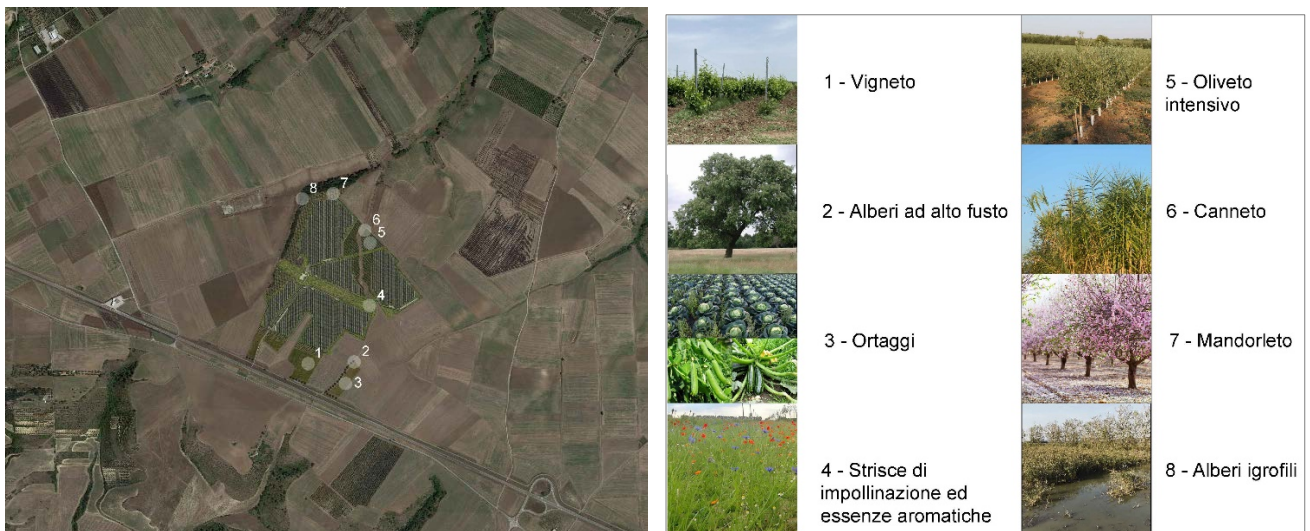 8
7
6
5
4
1
2
3
1 - Vigneto
2 - Alberi ad alto fusto
3 - Ortaggi
4 - Strisce di
impollinazione ed
essenze aromatiche
5 - Oliveto
intensivo
6 - Canneto
7 - Mandorleto
8 - Alberi igrofili